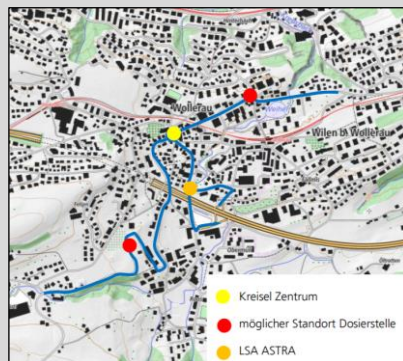 Wollerau
Wilen b. Wollerau
Kreisel Zentrum
möglicher Standort Dosierstelle
LSA ASTRA